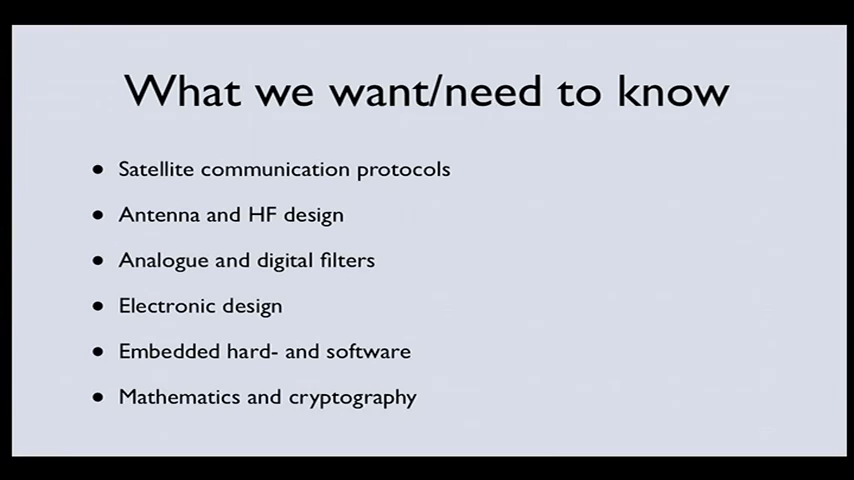 What we want/need to know
● Satellite communication protocols
● Antenna and HF design
● Analogue and digital filters
● Electronic design
● Embedded hard- and software
● Mathematics and cryptography